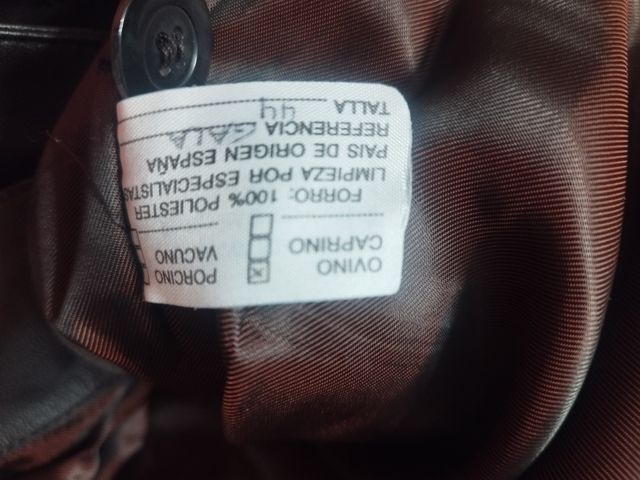 OVINO ☒ PORCINO ☐
CAPRINO ☐ VACUNO ☐
☐
FORRO: 100% POLIESTER
LIMPIEZA POR ESPECIALISTAS
PAIS DE ORIGEN ESPAÑA
REFERENCIA GALA
TALLA 44